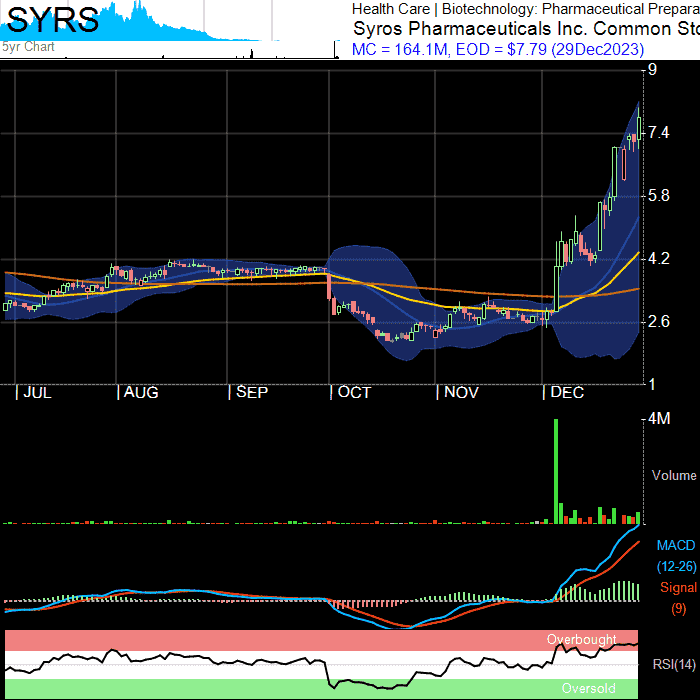 SYRS
5yr Chart
Health Care | Biotechnology: Pharmaceutical Prepara
Syros Pharmaceuticals Inc. Common Sto
MC = 164.1M, EOD = $7.79 (29Dec2023)
9
7.4
5.8
4.2
2.6
1
| JUL | AUG | SEP | OCT | NOV | DEC
4M
Volume
MACD
(12-26)
Signal
(9)
Overbought
RSI(14)
Oversold